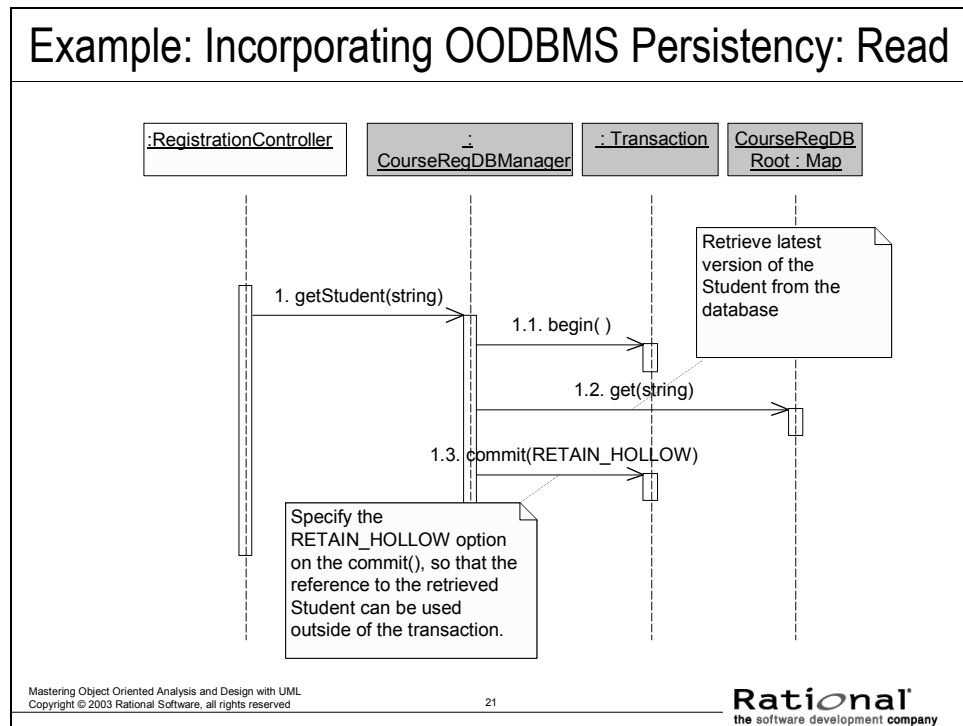 Example: Incorporating OODBMS Persistency: Read
:RegistrationController
:
CourseRegDBManager
: Transaction
CourseRegDB
Root : Map
Retrieve latest
version of the
Student from the
database
1. getStudent(string)
1.1. begin( )
1.2. get(string)
1.3. commit(RETAIN_HOLLOW)
Specify the
RETAIN_HOLLOW option
on the commit(), so that the
reference to the retrieved
Student can be used
outside of the transaction.
Mastering Object Oriented Analysis and Design with UML
Copyright © 2003 Rational Software, all rights reserved
21
Rational
the software development company